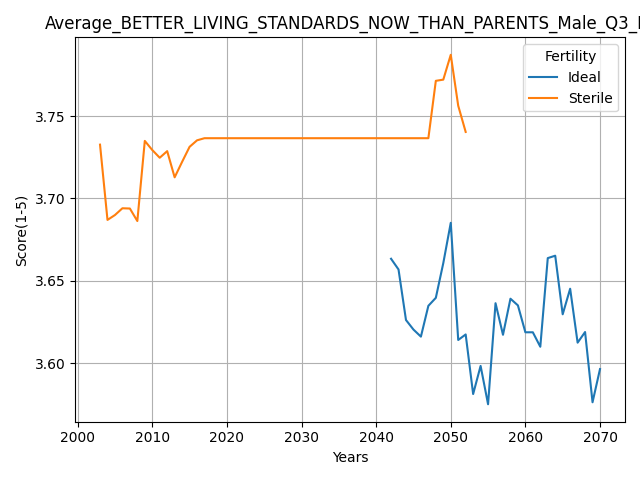 Average_BETTER_LIVING_STANDARDS_NOW_THAN_PARENTS_Male_Q3_
Fertility
Ideal
Sterile
Score(1-5)
3.75
3.70
3.65
3.60
2000 2010 2020 2030 2040 2050 2060 2070
Years